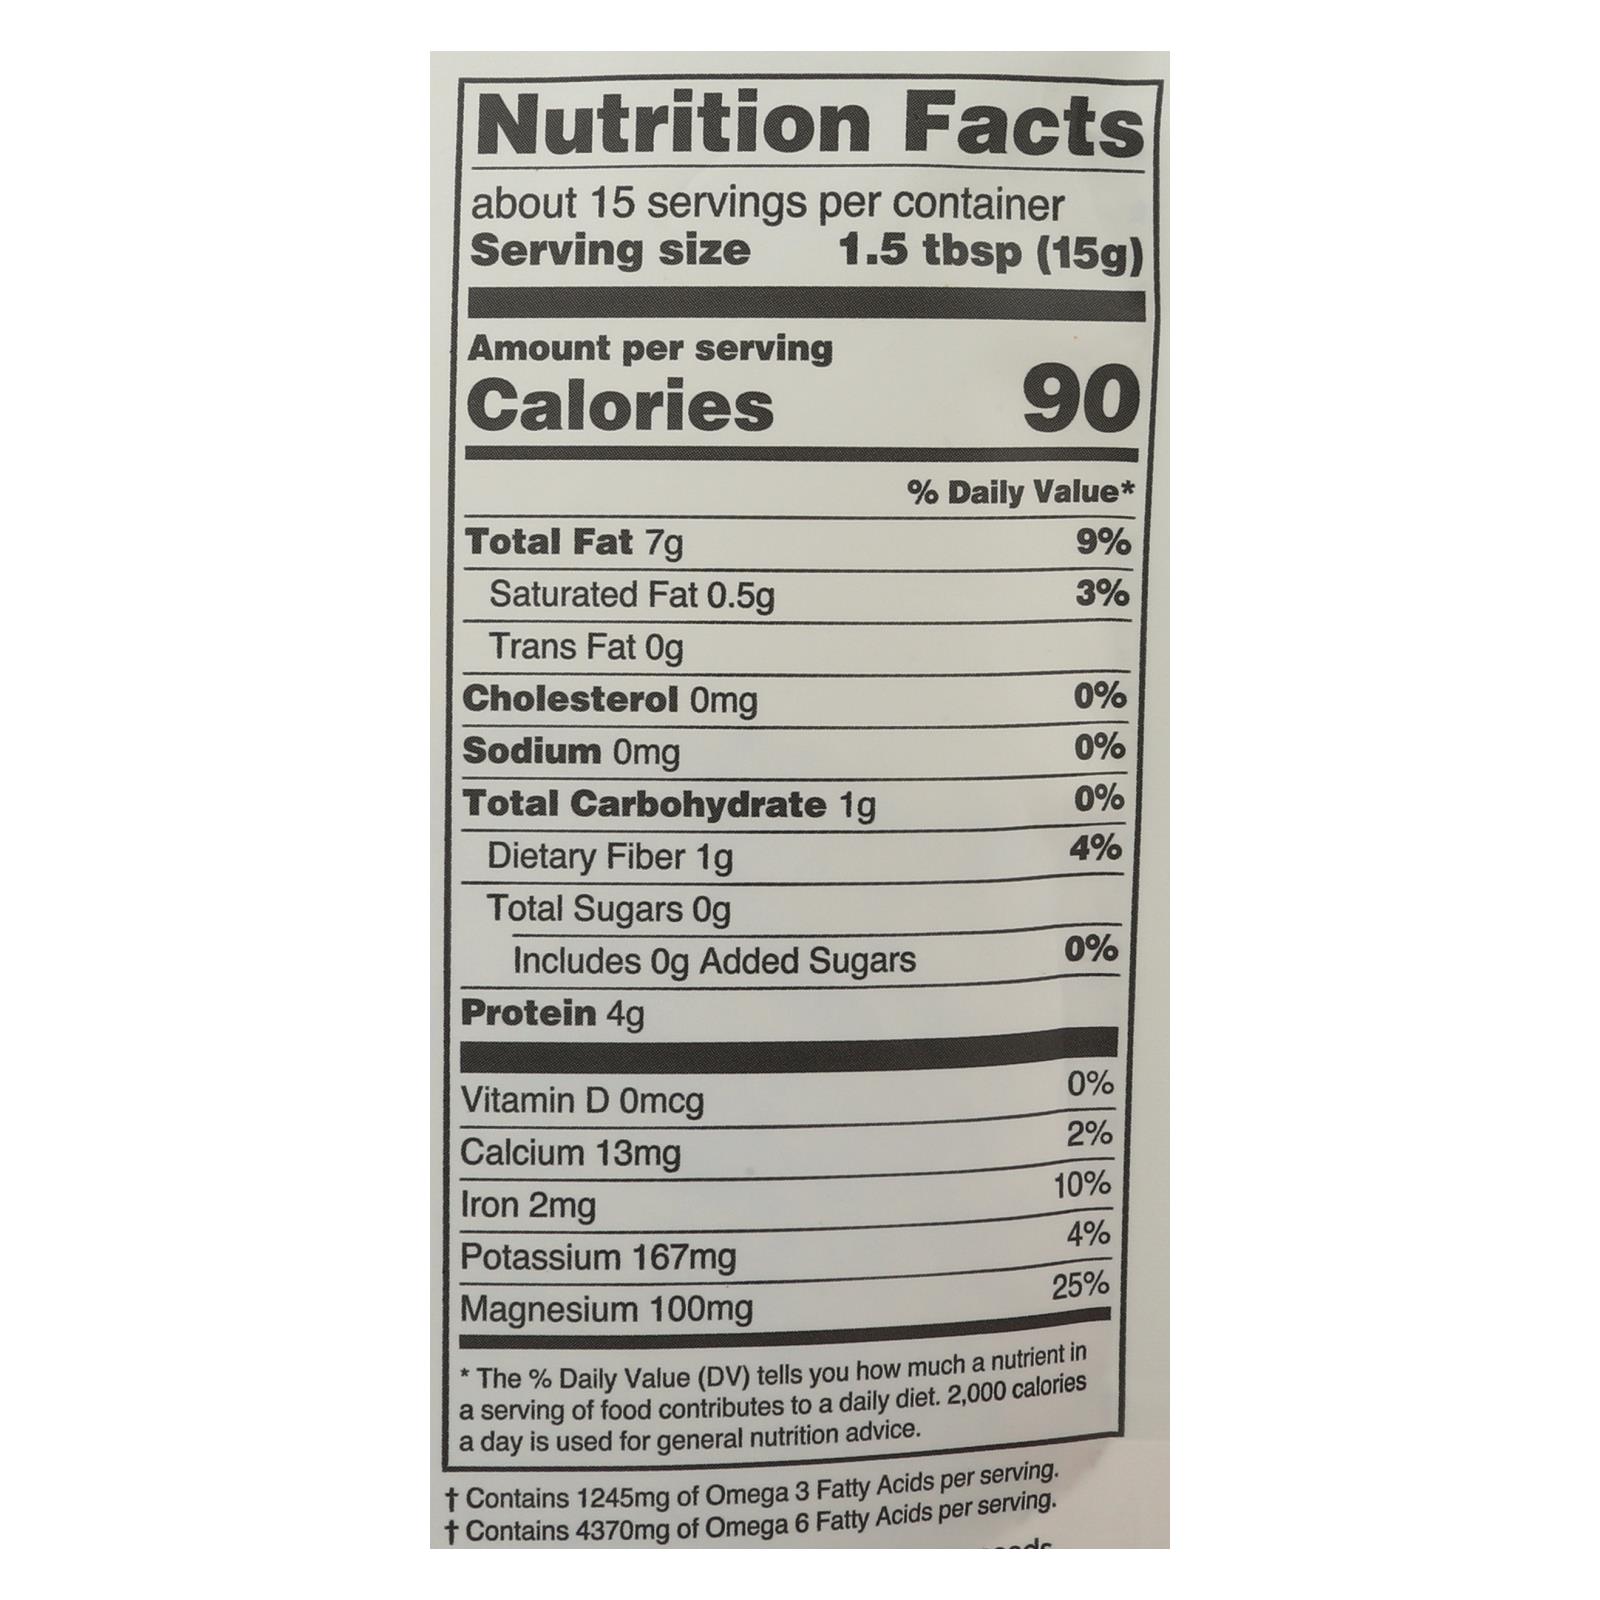 Nutrition Facts
about 15 servings per container
Serving size 1.5 tbsp (15g)
Amount per serving
Calories 90
% Daily Value*
Total Fat 7g 9%
Saturated Fat 0.5g 3%
Trans Fat 0g
Cholesterol 0mg 0%
Sodium 0mg 0%
Total Carbohydrate 1g 0%
Dietary Fiber 1g 4%
Total Sugars 0g
Includes 0g Added Sugars 0%
Protein 4g
Vitamin D 0mcg 0%
Calcium 13mg 2%
Iron 2mg 10%
Potassium 167mg 4%
Magnesium 100mg 25%
* The % Daily Value (DV) tells you how much a nutrient in
a serving of food contributes to a daily diet. 2,000 calories
a day is used for general nutrition advice.
† Contains 1245mg of Omega 3 Fatty Acids per serving.
† Contains 4370mg of Omega 6 Fatty Acids per serving.